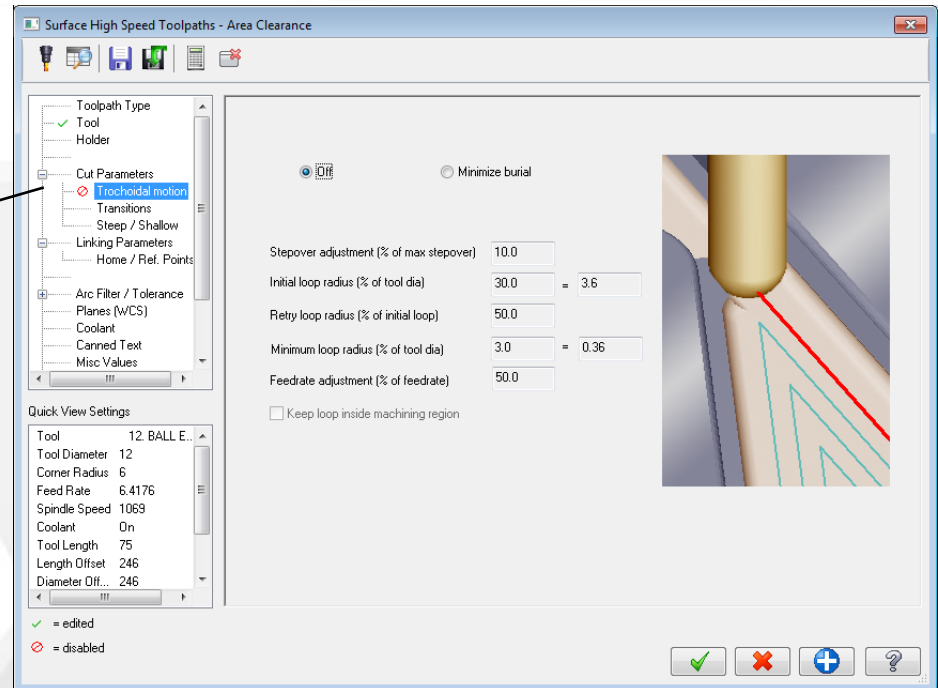 Surface High Speed Toolpaths - Area Clearance
Toolpath Type
Tool
Holder
Cut Parameters
Trochoidal motion
Transitions
Steep / Shallow
Linking Parameters
Home / Ref. Points
Arc Filter / Tolerance
Planes (WCS)
Coolant
Canned Text
Misc Values
Quick View Settings
Tool 12. BALL E...
Tool Diameter 12
Corner Radius 6
Feed Rate 6.4176
Spindle Speed 1069
Coolant On
Tool Length 75
Length Offset 246
Diameter Off... 246
✓ = edited
⊘ = disabled
Off Minimize burial
Stepover adjustment (% of max stepover) 10.0
Initial loop radius (% of tool dia) 30.0 = 3.6
Retry loop radius (% of initial loop) 50.0
Minimum loop radius (% of tool dia) 3.0 = 0.36
Feedrate adjustment (% of feedrate) 50.0
Keep loop inside machining region